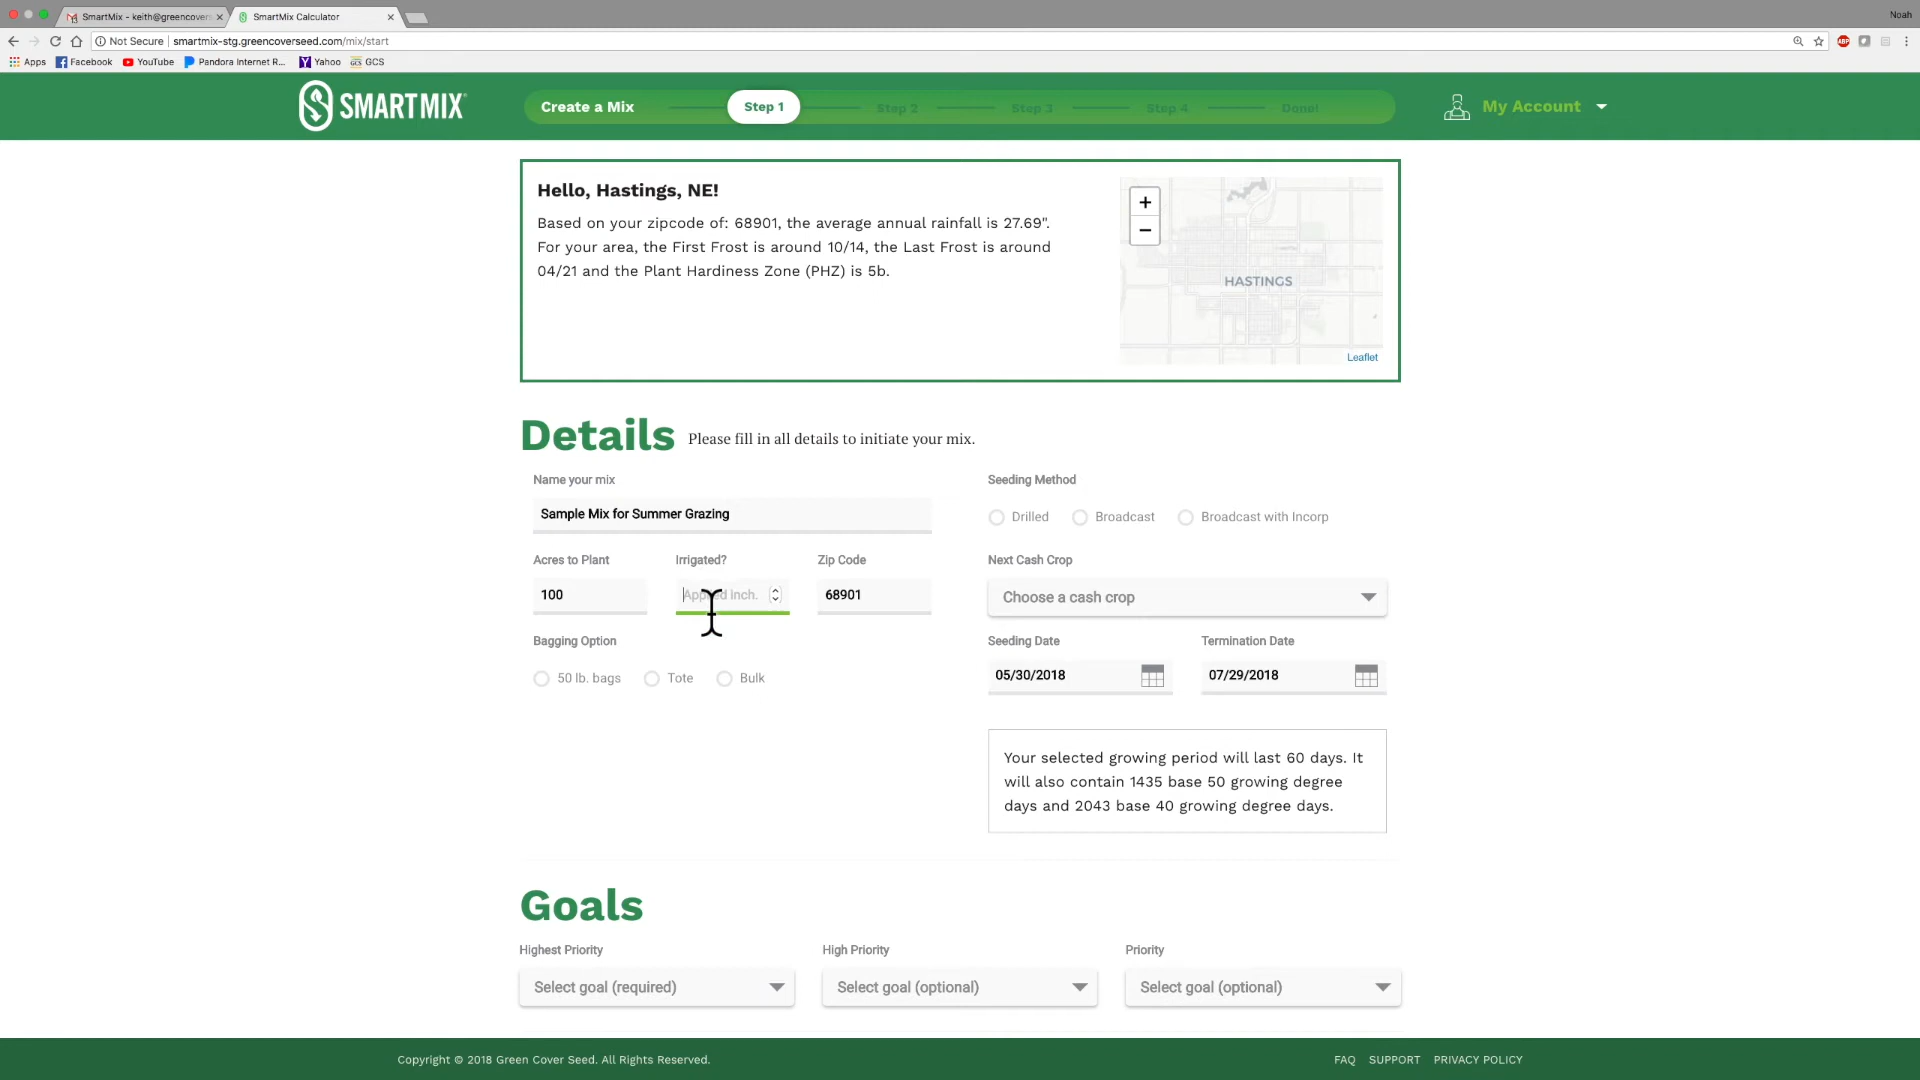 SmartMix - keith@greencovers
SmartMix Calculator
Noah
Not Secure | smartmix-stg.greencoverseed.com/mix/start
ABP
Apps Facebook YouTube Pandora Internet R... Yahoo GCS GCS
SMARTMIX
Create a Mix Step 1 Step 2 Step 3 Step 4 Done!
My Account
Hello, Hastings, NE!
Based on your zipcode of: 68901, the average annual rainfall is 27.69".
For your area, the First Frost is around 10/14, the Last Frost is around
04/21 and the Plant Hardiness Zone (PHZ) is 5b.
+
−
HASTINGS
Leaflet
Details Please fill in all details to initiate your mix.
Name your mix
Sample Mix for Summer Grazing
Seeding Method
Drilled Broadcast Broadcast with Incorp
Acres to Plant Irrigated? Zip Code
100 Applied inch. 68901
Next Cash Crop
Choose a cash crop
Bagging Option
50 lb. bags Tote Bulk
Seeding Date Termination Date
05/30/2018 07/29/2018
Your selected growing period will last 60 days. It
will also contain 1435 base 50 growing degree
days and 2043 base 40 growing degree days.
Goals
Highest Priority High Priority Priority
Select goal (required) Select goal (optional) Select goal (optional)
Copyright © 2018 Green Cover Seed. All Rights Reserved.
FAQ SUPPORT PRIVACY POLICY